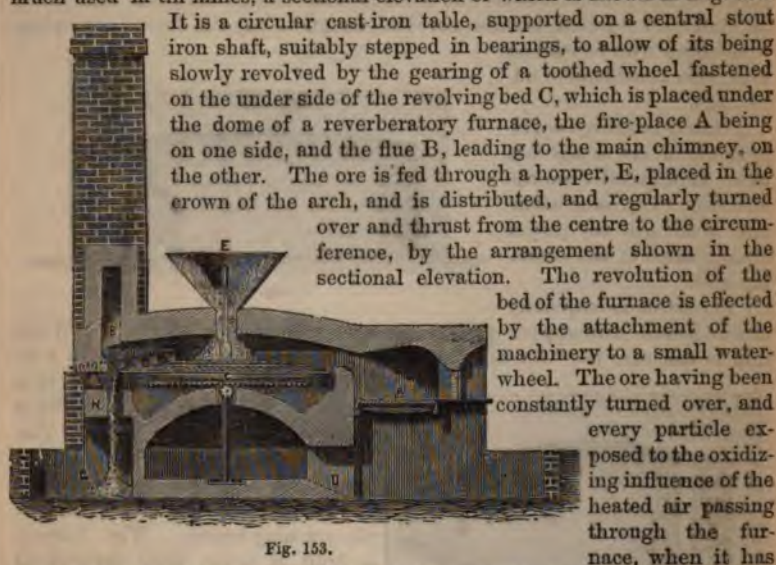 It is a circular cast-iron table, supported on a central stout
iron shaft, suitably stepped in bearings, to allow of its being
slowly revolved by the gearing of a toothed wheel fastened
on the under side of the revolving bed C, which is placed under
the dome of a reverberatory furnace, the fire-place A being
on one side, and the flue B, leading to the main chimney, on
the other. The ore is fed through a hopper, E, placed in the
crown of the arch, and is distributed, and regularly turned
over and thrust from the centre to the circum-
ference, by the arrangement shown in the
sectional elevation. The revolution of the
bed of the furnace is effected
by the attachment of the
machinery to a small water-
wheel. The ore having been
constantly turned over, and
every particle ex-
posed to the oxidiz-
ing influence of the
heated air passing
through the fur-
nace, when it has
E
B
C
A
H
D
Fig. 153.